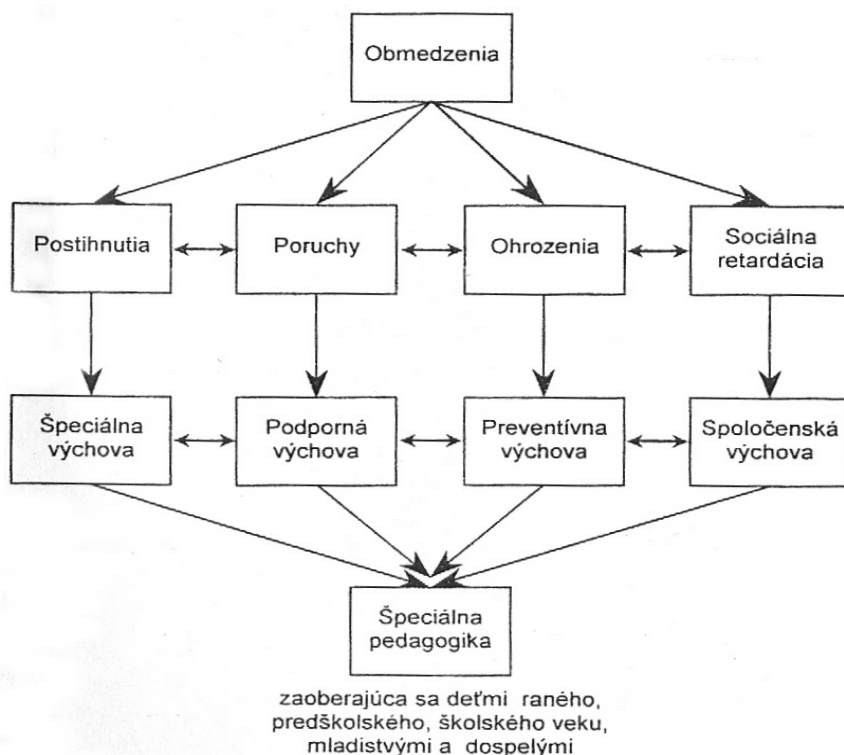 Obmedzenia
Postihnutia
Poruchy
Ohrozenia
Sociálna
retardácia
Špeciálna
výchova
Podporná
výchova
Preventívna
výchova
Spoločenská
výchova
Špeciálna
pedagogika
zaoberajúca sa deťmi raného,
predškolského, školského veku,
mladistvými a dospelými